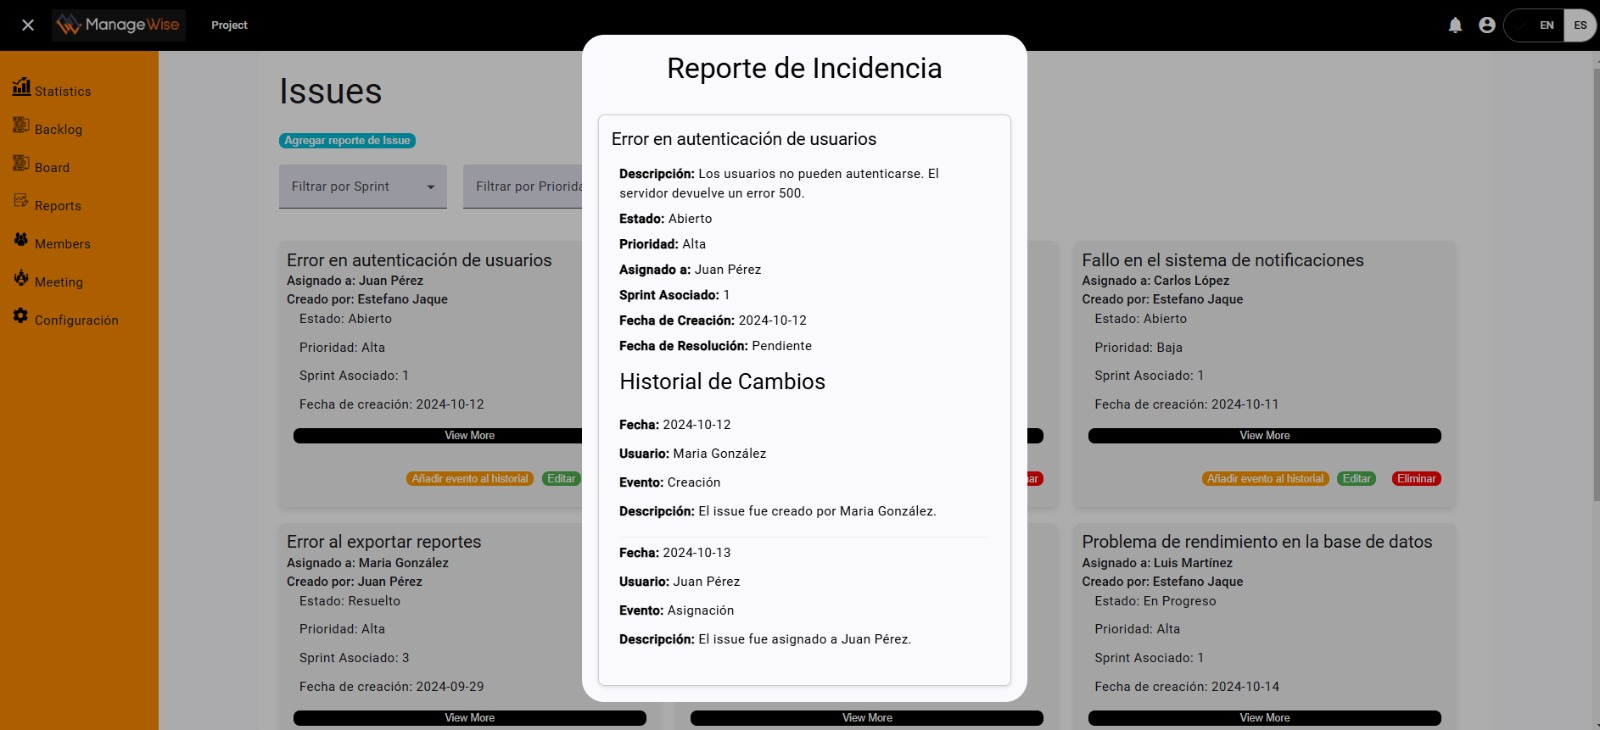 ManageWise
Project
EN
ES
Statistics
Backlog
Board
Reports
Members
Meeting
Configuración
Issues
Agregar reporte de Issue
Filtrar por Sprint
Filtrar por Priorida
Error en autenticación de usuarios
Asignado a: Juan Pérez
Creado por: Estefano Jaque
Estado: Abierto
Prioridad: Alta
Sprint Asociado: 1
Fecha de creación: 2024-10-12
View More
Añadir evento al historial
Editar
Reporte de Incidencia
Error en autenticación de usuarios
Descripción: Los usuarios no pueden autenticarse. El
servidor devuelve un error 500.
Estado: Abierto
Prioridad: Alta
Asignado a: Juan Pérez
Sprint Asociado: 1
Fecha de Creación: 2024-10-12
Fecha de Resolución: Pendiente
Historial de Cambios
Fecha: 2024-10-12
Usuario: Maria González
Evento: Creación
Descripción: El issue fue creado por Maria González.
Fecha: 2024-10-13
Usuario: Juan Pérez
Evento: Asignación
Descripción: El issue fue asignado a Juan Pérez.
ar
Fallo en el sistema de notificaciones
Asignado a: Carlos López
Creado por: Estefano Jaque
Estado: Abierto
Prioridad: Baja
Sprint Asociado: 1
Fecha de creación: 2024-10-11
View More
Añadir evento al historial
Editar
Eliminar
Error al exportar reportes
Asignado a: Maria González
Creado por: Juan Pérez
Estado: Resuelto
Prioridad: Alta
Sprint Asociado: 3
Fecha de creación: 2024-09-29
View More
View More
Problema de rendimiento en la base de datos
Asignado a: Luis Martínez
Creado por: Estefano Jaque
Estado: En Progreso
Prioridad: Alta
Sprint Asociado: 1
Fecha de creación: 2024-10-14
View More